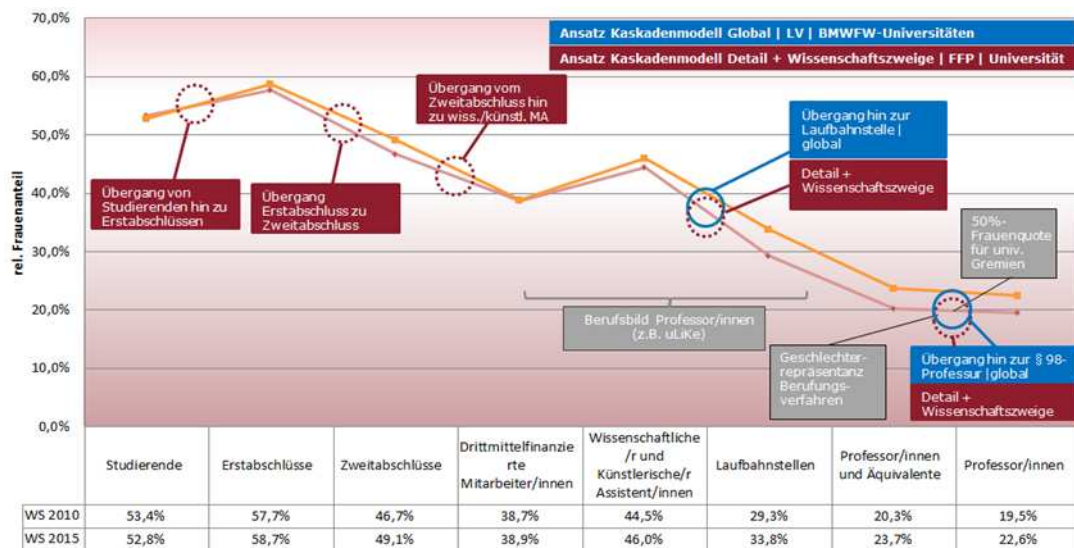 70,0%
60,0%
50,0%
40,0%
30,0%
20,0%
10,0%
0,0%
rel. Frauenanteil
Ansatz Kaskadenmodell Global | LV | BMWFW-Universitäten
Ansatz Kaskadenmodell Detail + Wissenschaftszweige | FFP | Universität
Übergang von
Studierenden hin zu
Erstabschlüssen
Übergang
Erstabschluss zu
Zweitabschluss
Übergang vom
Zweitabschluss hin
zu wiss./künstl. MA
Übergang hin zur
Laufbahnstelle |
global
Detail +
Wissenschaftszweige
50%-
Frauenquote
für univ.
Gremien
Berufsbild Professor/innen
(z.B. uLiKe)
Geschlechter-
repräsentanz
Berufungs-
verfahren
Übergang hin zur § 98-
Professur |global
Detail +
Wissenschaftszweige
Studierende
Erstabschlüsse
Zweitabschlüsse
Drittmittelfinanzie
rte
Mitarbeiter/innen
Wissenschaftliche
/r und
Künstlerische/r
Assistent/innen
Laufbahnstellen
Professor/innen
und Äquivalente
Professor/innen
WS 2010 53,4% 57,7% 46,7% 38,7% 44,5% 29,3% 20,3% 19,5%
WS 2015 52,8% 58,7% 49,1% 38,9% 46,0% 33,8% 23,7% 22,6%